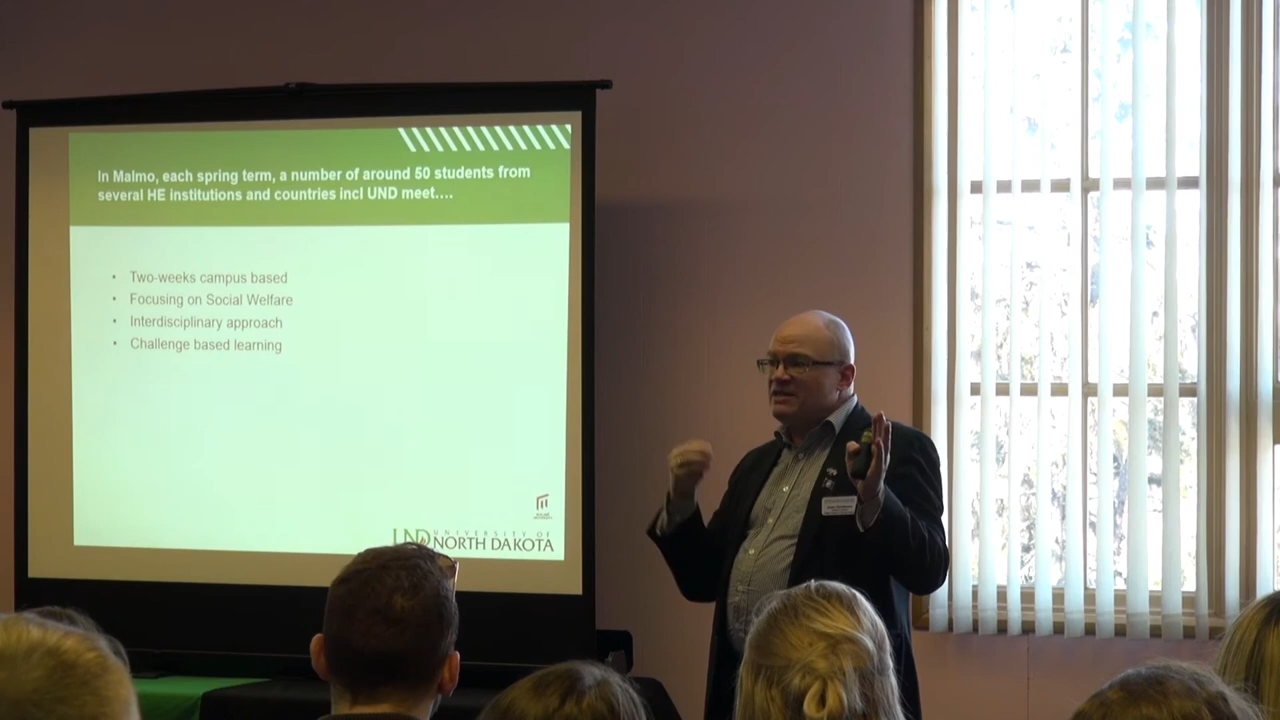 In Malmo, each spring term, a number of around 50 students from
several HE institutions and countries incl UND meet....
• Two-weeks campus based
• Focusing on Social Welfare
• Interdisciplinary approach
• Challenge based learning
UND UNIVERSITY OF
NORTH DAKOTA